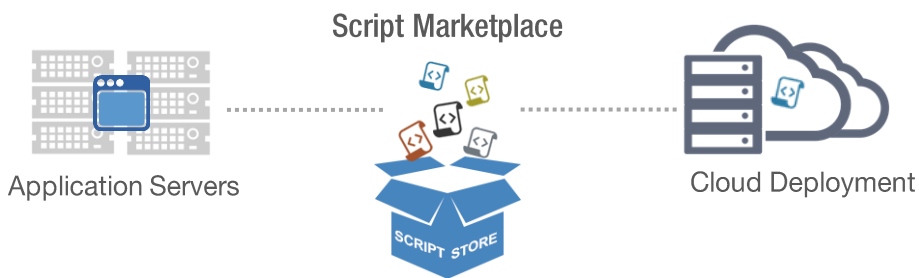 Script Marketplace
Application Servers
Cloud Deployment
SCRIPT STORE